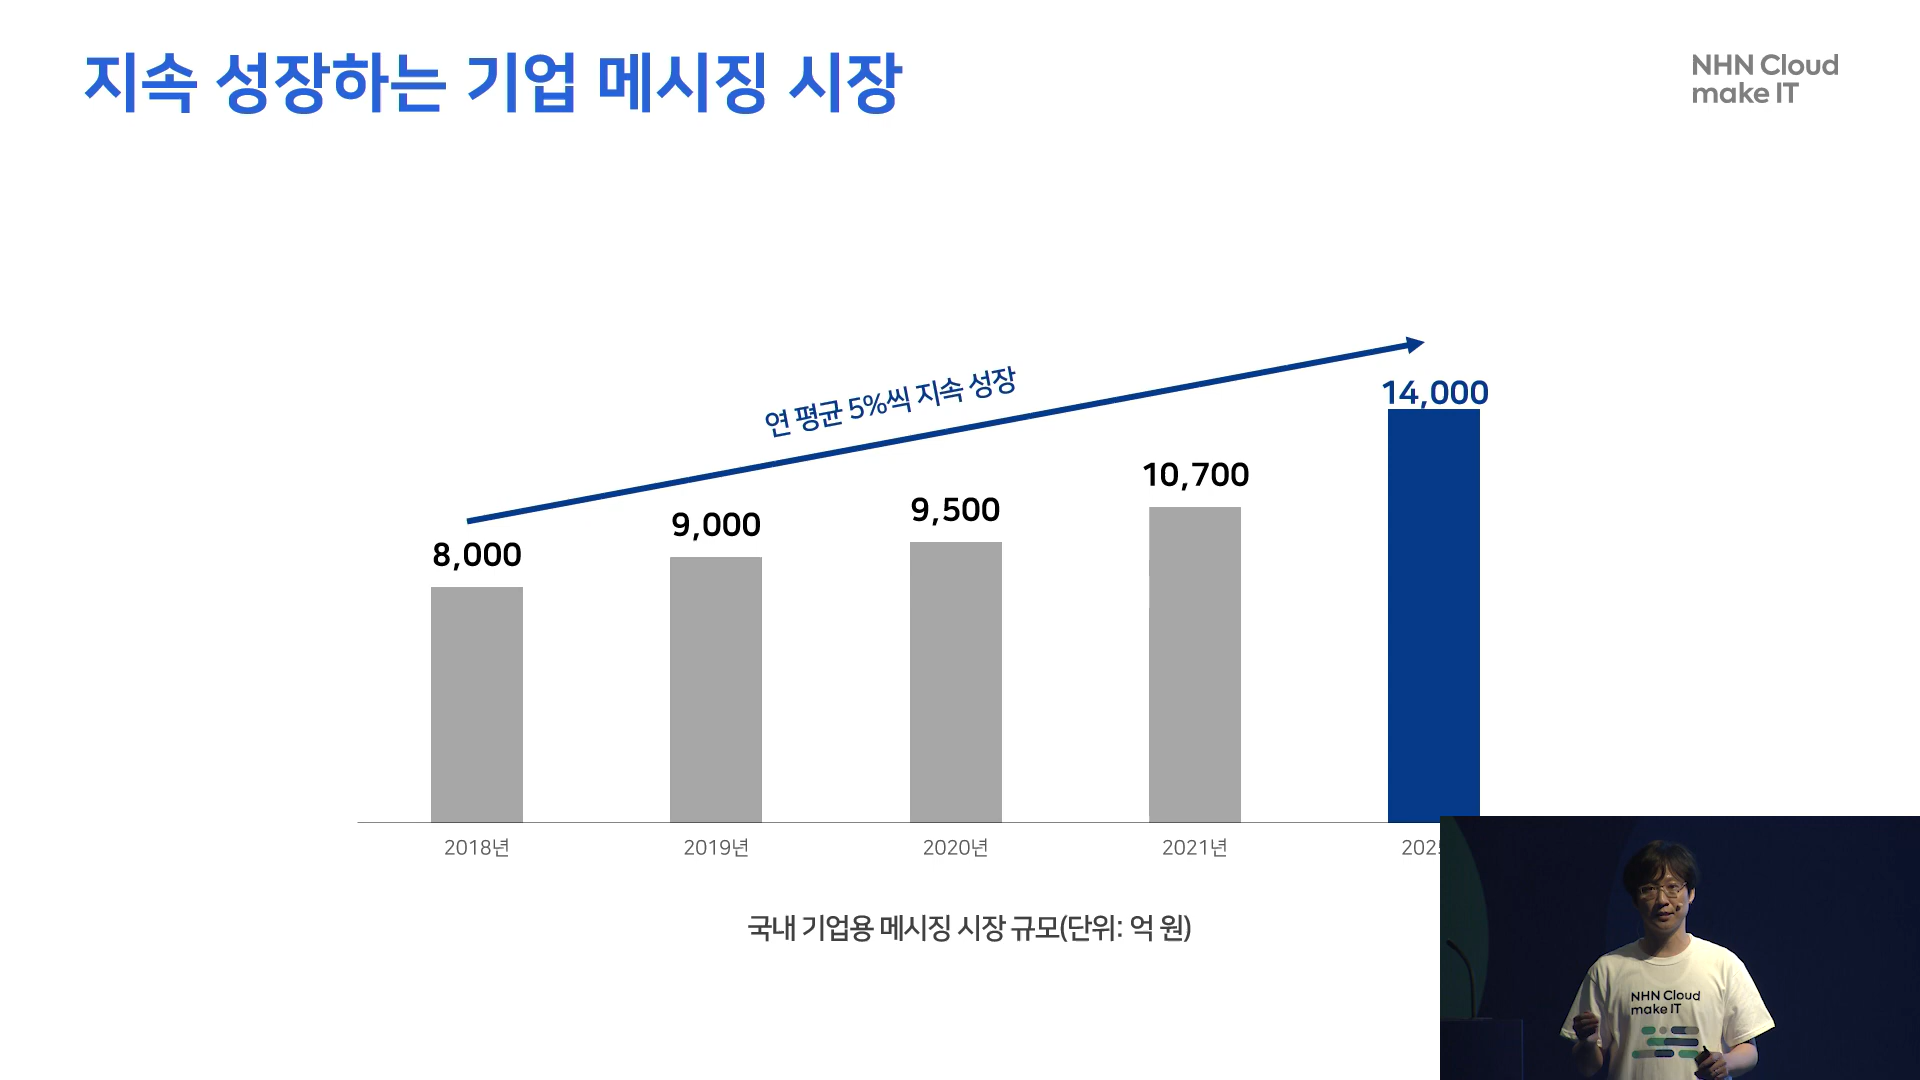 지속 성장하는 기업 메시징 시장
NHN Cloud
make IT
연 평균 5%씩 지속 성장
8,000
9,000
9,500
10,700
14,000
2018년
2019년
2020년
2021년
국내 기업용 메시징 시장 규모(단위: 억 원)
NHN Cloud
make IT